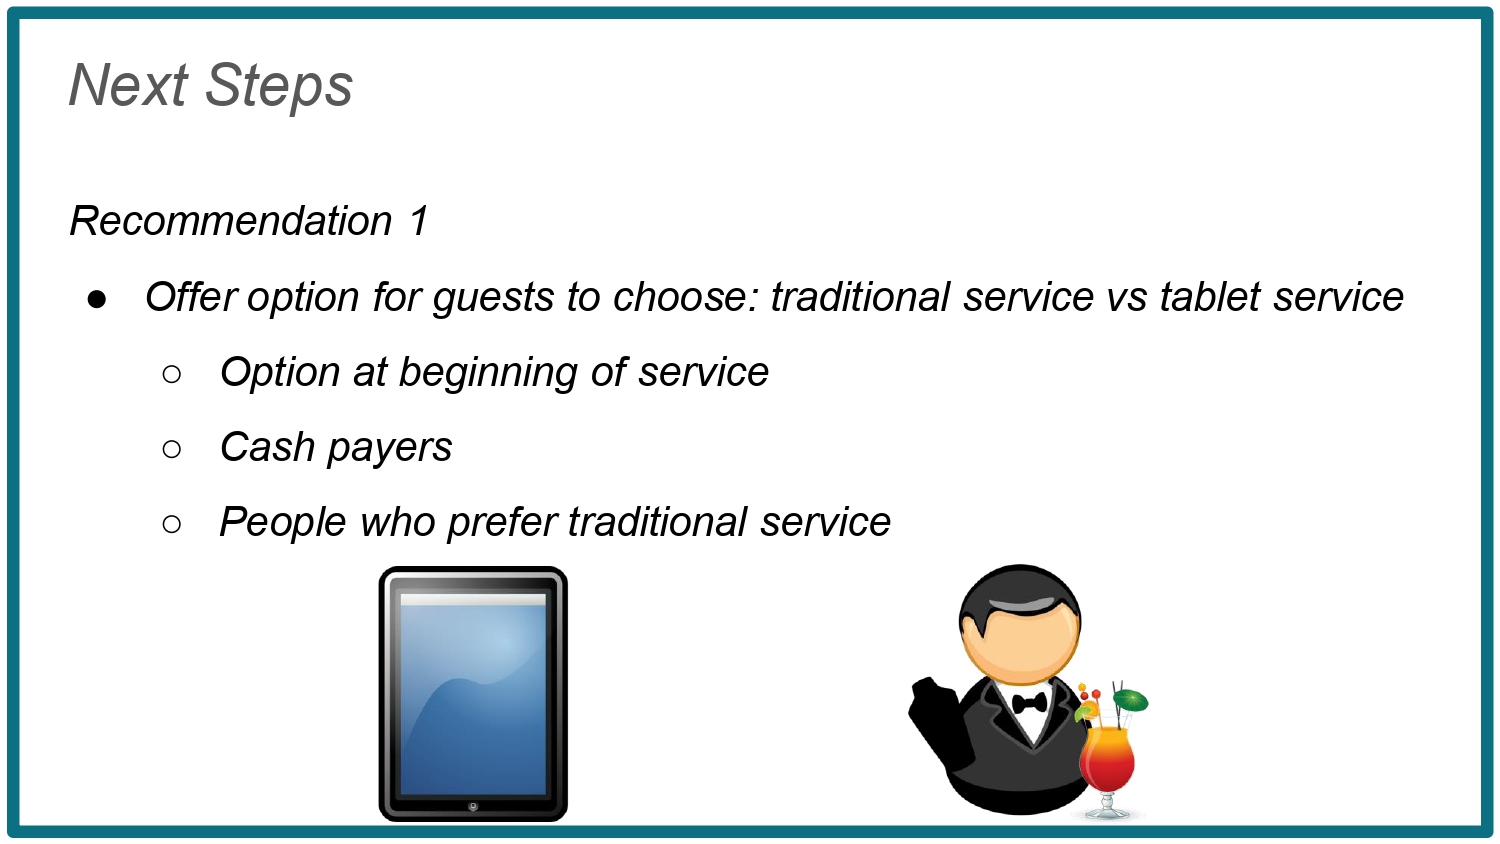 Next Steps
Recommendation 1
● Offer option for guests to choose: traditional service vs tablet service
○ Option at beginning of service
○ Cash payers
○ People who prefer traditional service